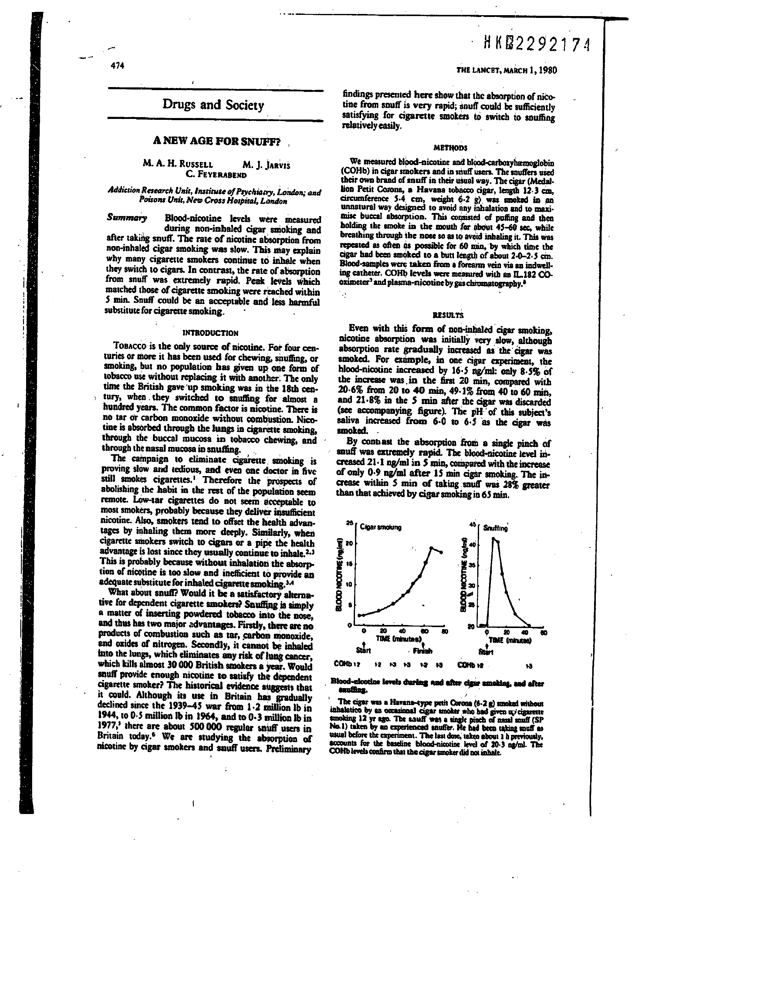 HK
2292174
474
THE LANCET, MARCH 1, 1980
Drugs and Society
A NEW AGE FOR SNUFF?
M. A. H. RUSSELL M. J. JARVIS
C. FEYERABEND
Addiction Research Unit, Institute of Psychiatry, London; and
Poisons Unit, New Cross Hospital, London
Summary Blood-nicotine levels were measured
during non-inhaled cigar smoking and
after taking snuff. The rate of nicotine absorption from
non-inhaled cigar smoking was slow. This may explain
why many cigarette smokers continue to inhale when
they switch to cigars. In contrast, the rate of absorption
from snuff was extremely rapid. Peak levels which
matched those of cigarette smoking were reached within
5 min. Snuff could be an acceptable and less harmful
substitute for cigarette smoking.
INTRODUCTION
TOBACCO is the only source of nicotine. For four cen-
turies or more it has been used for chewing, snuffing, or
smoking, but no population has given up one form of
tobacco use without replacing it with another. The only
time the British gave up smoking was in the 18th cen-
tury, when they switched to snuffing for almost a
hundred years. The common factor is nicotine. There is
no tar or carbon monoxide without combustion. Nico-
tine is absorbed through the lungs in cigarette smoking,
through the buccal mucosa in tobacco chewing, and
through the nasal mucosa in snuffing.
The campaign to eliminate cigarette smoking is
proving slow and tedious, and even one doctor in five
still smokes cigarettes.¹ Therefore the prospects of
abolishing the habit in the rest of the population seem
remote. Low-tar cigarettes do not seem acceptable to
most smokers, probably because they deliver insufficient
nicotine. Also, smokers tend to offset the health advan-
tages by inhaling them more deeply. Similarly, when
cigarette smokers switch to cigars or a pipe the health
advantage is lost since they usually continue to inhale.²,³
This is probably because without inhalation the absorp-
tion of nicotine is too slow and inefficient to provide an
adequate substitute for inhaled cigarette smoking.³,⁴
What about snuff? Would it be a satisfactory alterna-
tive for dependent cigarette smokers? Snuffing is simply
a matter of inserting powdered tobacco into the nose,
and thus has two major advantages. Firstly, there are no
products of combustion such as tar, carbon monoxide,
and oxides of nitrogen. Secondly, it cannot be inhaled
into the lungs, which eliminates any risk of lung cancer,
which kills almost 30 000 British smokers a year. Would
snuff provide enough nicotine to satisfy the dependent
cigarette smoker? The historical evidence suggests that
it could. Although its use in Britain has gradually
declined since the 1939–45 war from 1·2 million lb in
1944, to 0·5 million lb in 1964, and to 0·3 million lb in
1977,⁵ there are about 500 000 regular snuff users in
Britain today.⁶ We are studying the absorption of
nicotine by cigar smokers and snuff users. Preliminary
findings presented here show that the absorption of nico-
tine from snuff is very rapid; snuff could be sufficiently
satisfying for cigarette smokers to switch to snuffing
relatively easily.
METHODS
We measured blood-nicotine and blood-carboxyhæmoglobin
(COHb) in cigar smokers and in snuff users. The snuffers used
their own brand of snuff in their usual way. The cigar (Medal-
lion Petit Corona, a Havana tobacco cigar, length 12·3 cm,
circumference 5·4 cm, weight 6·2 g) was smoked in an
unnatural way designed to avoid any inhalation and to maxi-
mise buccal absorption. This consisted of puffing and then
holding the smoke in the mouth for about 45–60 sec, while
breathing through the nose so as to avoid inhaling it. This was
repeated as often as possible for 60 min, by which time the
cigar had been smoked to a butt length of about 2·0–2·5 cm.
Blood-samples were taken from a forearm vein via an indwell-
ing catheter. COHb levels were measured with an IL 182 CO-
oximeter⁷ and plasma-nicotine by gas chromatography.⁸
RESULTS
Even with this form of non-inhaled cigar smoking,
nicotine absorption was initially very slow, although
absorption rate gradually increased as the cigar was
smoked. For example, in one cigar experiment, the
blood-nicotine increased by 16·5 ng/ml: only 8·5% of
the increase was in the first 20 min, compared with
20·6% from 20 to 40 min, 49·1% from 40 to 60 min,
and 21·8% in the 5 min after the cigar was discarded
(see accompanying figure). The pH of this subject's
saliva increased from 6·0 to 6·5 as the cigar was
smoked.
By contrast the absorption from a single pinch of
snuff was extremely rapid. The blood-nicotine level in-
creased 21·1 ng/ml in 5 min, compared with the increase
of only 0·9 ng/ml after 15 min cigar smoking. The in-
crease within 5 min of taking snuff was 28% greater
than that achieved by cigar smoking in 65 min.
25 Cigar smoking
20
15
10
5
0
BLOOD NICOTINE (ng/ml)
0 20 40 60 80
TIME (minutes)
Start Finish
Snuffing
40
35
30
25
20
BLOOD NICOTINE (ng/ml)
0 20 40 60
TIME (minutes)
Start
COHb 1·2 1·2 1·3 1·3 1·2 1·3 COHb 1·3
Blood-nicotine levels during and after cigar smoking, and after
snuffing.
The cigar was a Havana-type petit Corona (6·2 g) smoked without
inhalation by an occasional cigar smoker who had given up cigarette
smoking 12 yr ago. The snuff was a single pinch of nasal snuff (SP
No.1) taken by an experienced snuffer. He had been taking snuff as
usual before the experiment. The last dose, taken about 1 h previously,
accounts for the baseline blood-nicotine level of 20·3 ng/ml. The
COHb levels confirm that the cigar smoker did not inhale.